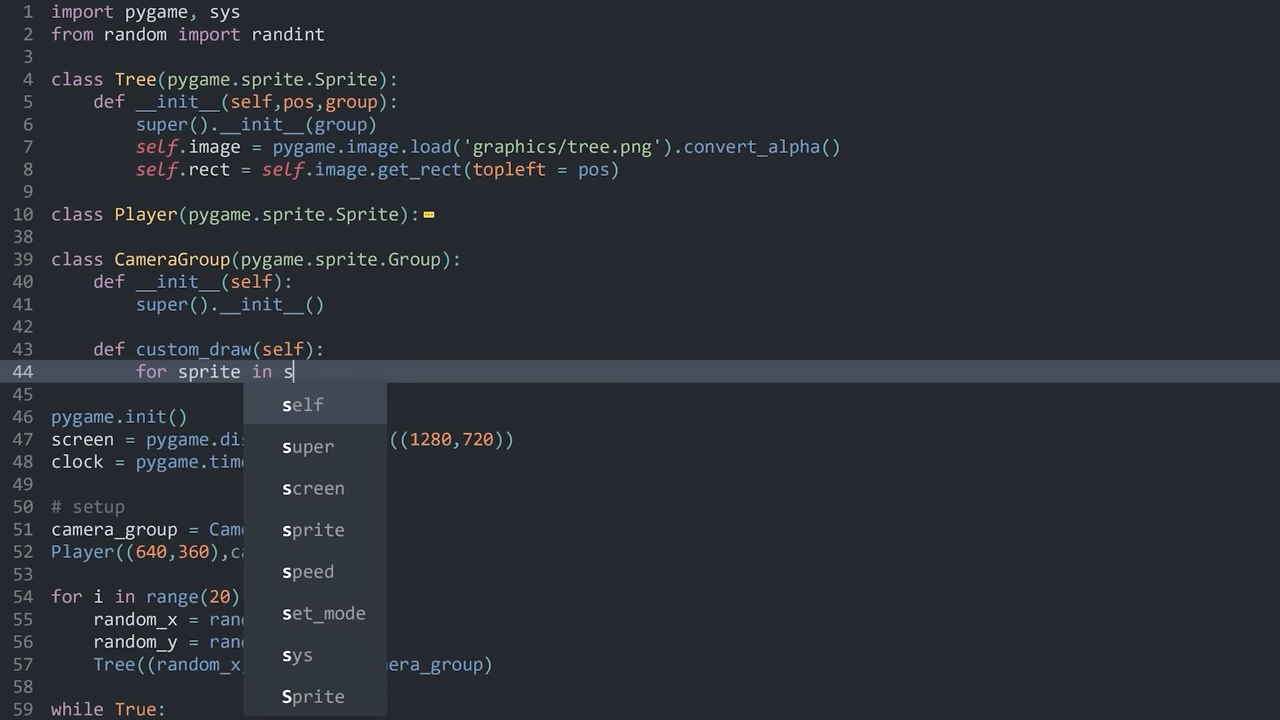 1 import pygame, sys
2 from random import randint
3
4 class Tree(pygame.sprite.Sprite):
5 def __init__(self,pos,group):
6 super().__init__(group)
7 self.image = pygame.image.load('graphics/tree.png').convert_alpha()
8 self.rect = self.image.get_rect(topleft = pos)
9
10 class Player(pygame.sprite.Sprite):
38
39 class CameraGroup(pygame.sprite.Group):
40 def __init__(self):
41 super().__init__()
42
43 def custom_draw(self):
44 for sprite in s
45
self
46 pygame.init()
47 screen = pygame.di ((1280,720))
super
48 clock = pygame.tim
49
screen
50 # setup
51 camera_group = Cam
sprite
52 Player((640,360),c
53
speed
54 for i in range(20)
55 random_x = ran
set_mode
56 random_y = ran
sys
57 Tree((random_x era_group)
58
Sprite
59 while True: